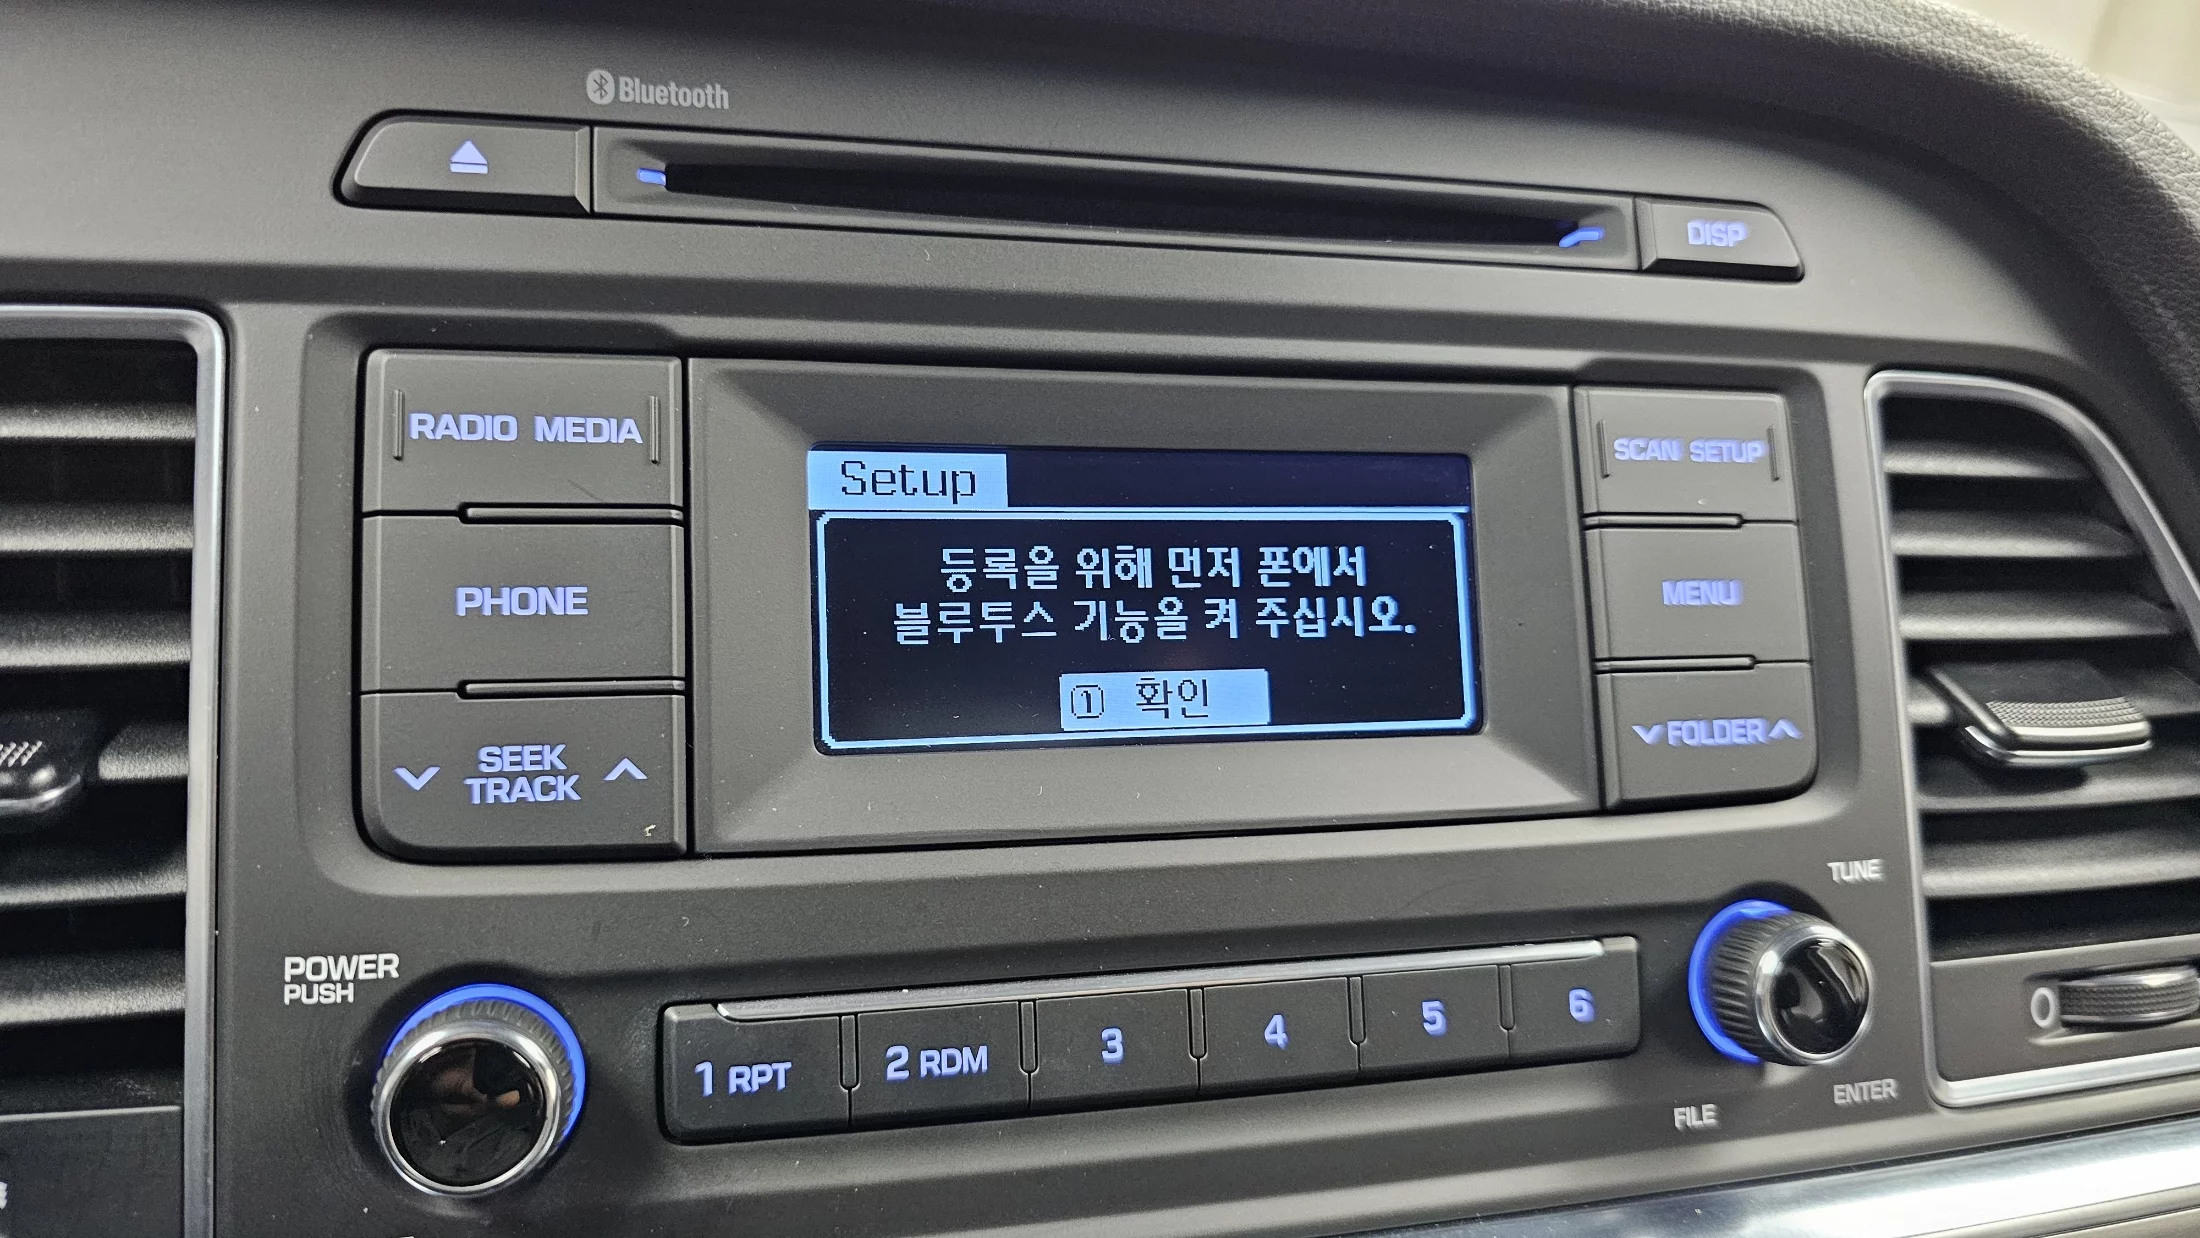 Bluetooth
DISP
RADIO MEDIA
SCAN SETUP
Setup
등록을 위해 먼저 폰에서
블루투스 기능을 켜 주십시오.
① 확인
PHONE
MENU
SEEK
TRACK
FOLDER
TUNE
POWER
PUSH
1 RPT
2 RDM
3
4
5
6
0
FILE
ENTER